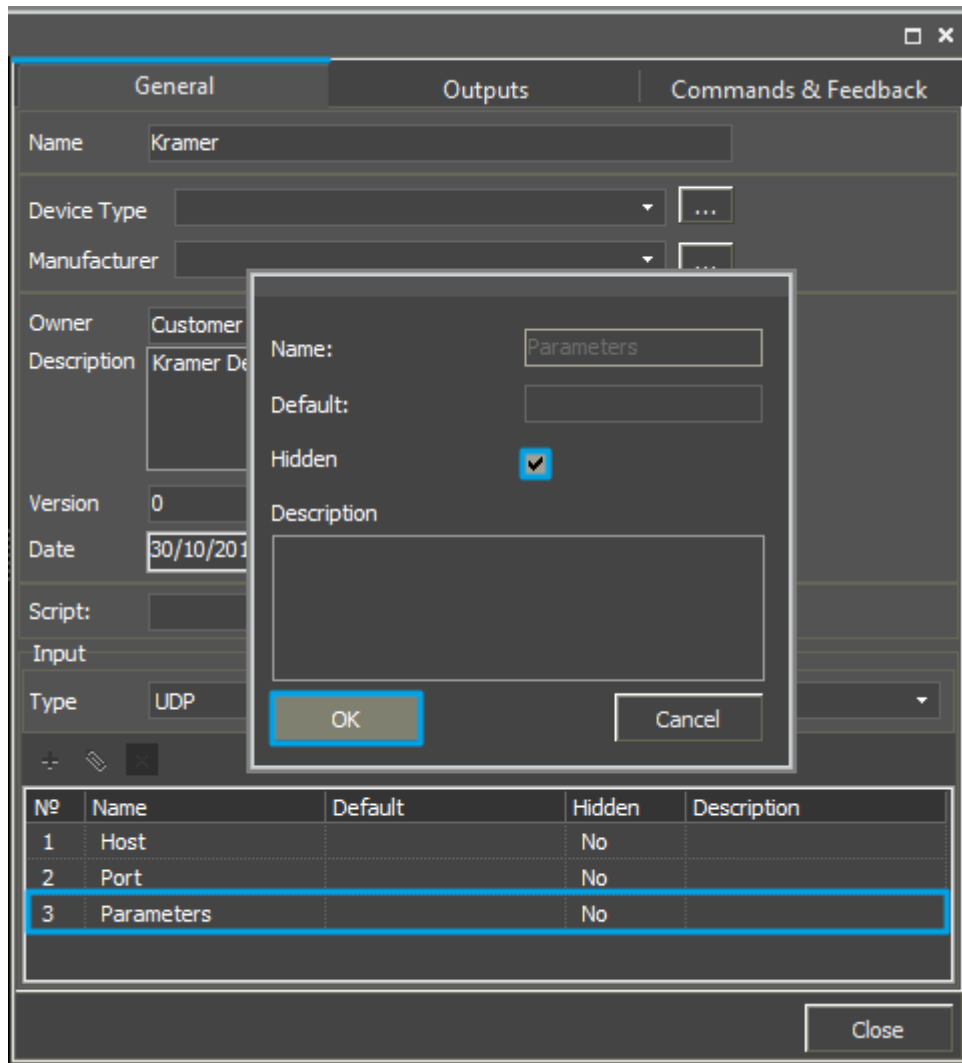 General Outputs Commands & Feedback
Name Kramer
Device Type ...
Manufacturer ...
Owner Customer
Description Kramer De
Version 0
Date 30/10/201
Script:
Input
Type UDP
Name: Parameters
Default:
Hidden
Description
OK Cancel
Nº Name Default Hidden Description
1 Host No
2 Port No
3 Parameters No
Close